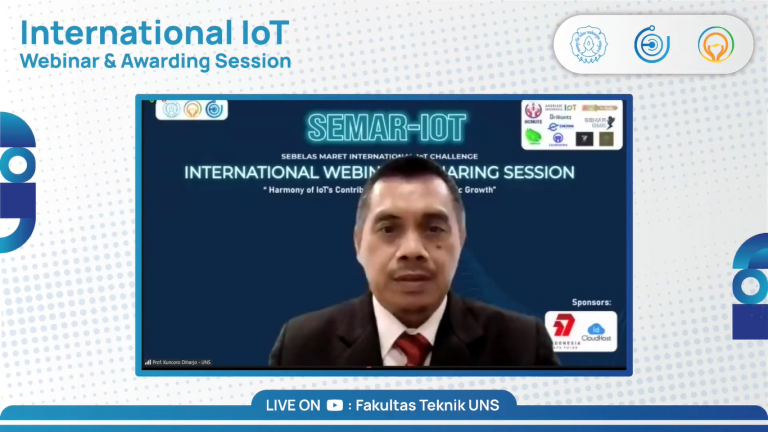 International IoT
Webinar & Awarding Session
SEMAR-IOT
SEBELAS MARET INTERNATIONAL IoT CHALLENGE
INTERNATIONAL WEBIN ARING SESSION
" Harmony of IoT's Contrib c Growth"
Sponsors:
CloudHost
Prof. Kuncoro Diharjo - UNS
LIVE ON : Fakultas Teknik UNS